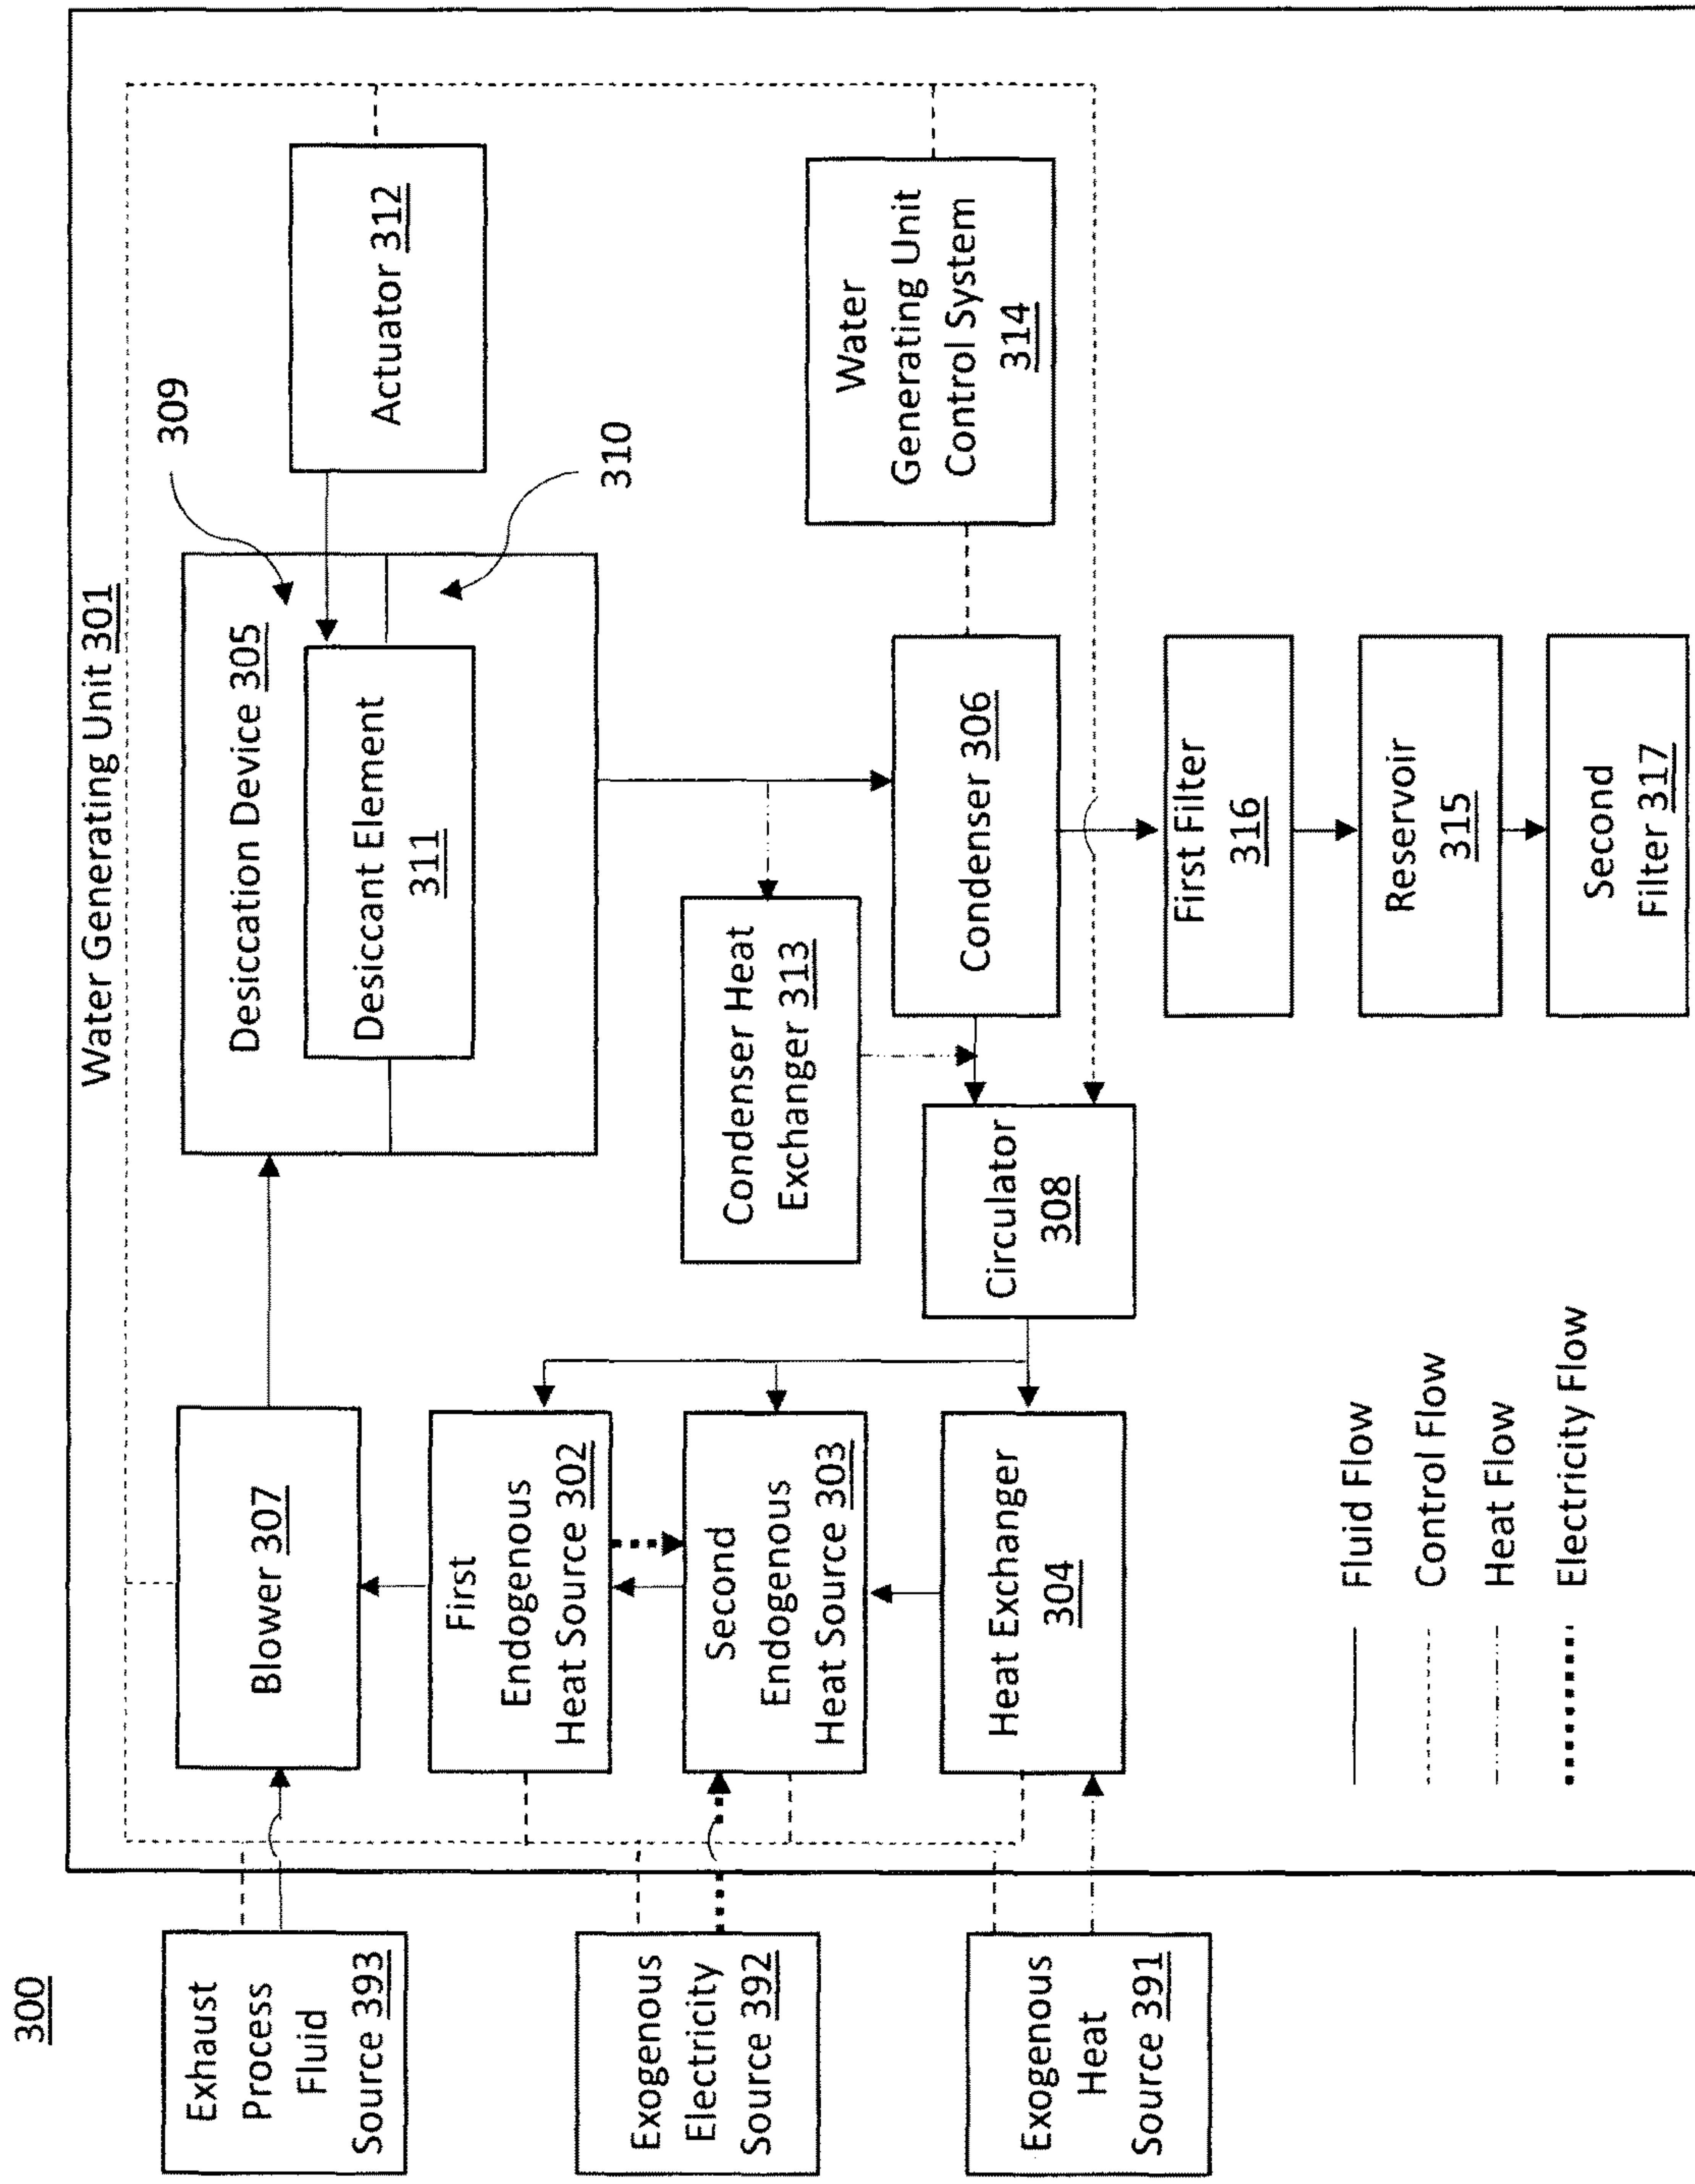 300
Water Generating Unit 301
Exhaust
Process
Fluid
Source 393
Blower 307
Desiccation Device 305
Desiccant Element
311
309
310
Actuator 312
Exogenous
Electricity
Source 392
First
Endogenous
Heat Source 302
Second
Endogenous
Heat Source 303
Condenser Heat
Exchanger 313
Water
Generating Unit
Control System
314
Exogenous
Heat
Source 391
Heat Exchanger
304
Circulator
308
Condenser 306
First Filter
316
Reservoir
315
Second
Filter 317
Fluid Flow
Control Flow
Heat Flow
Electricity Flow